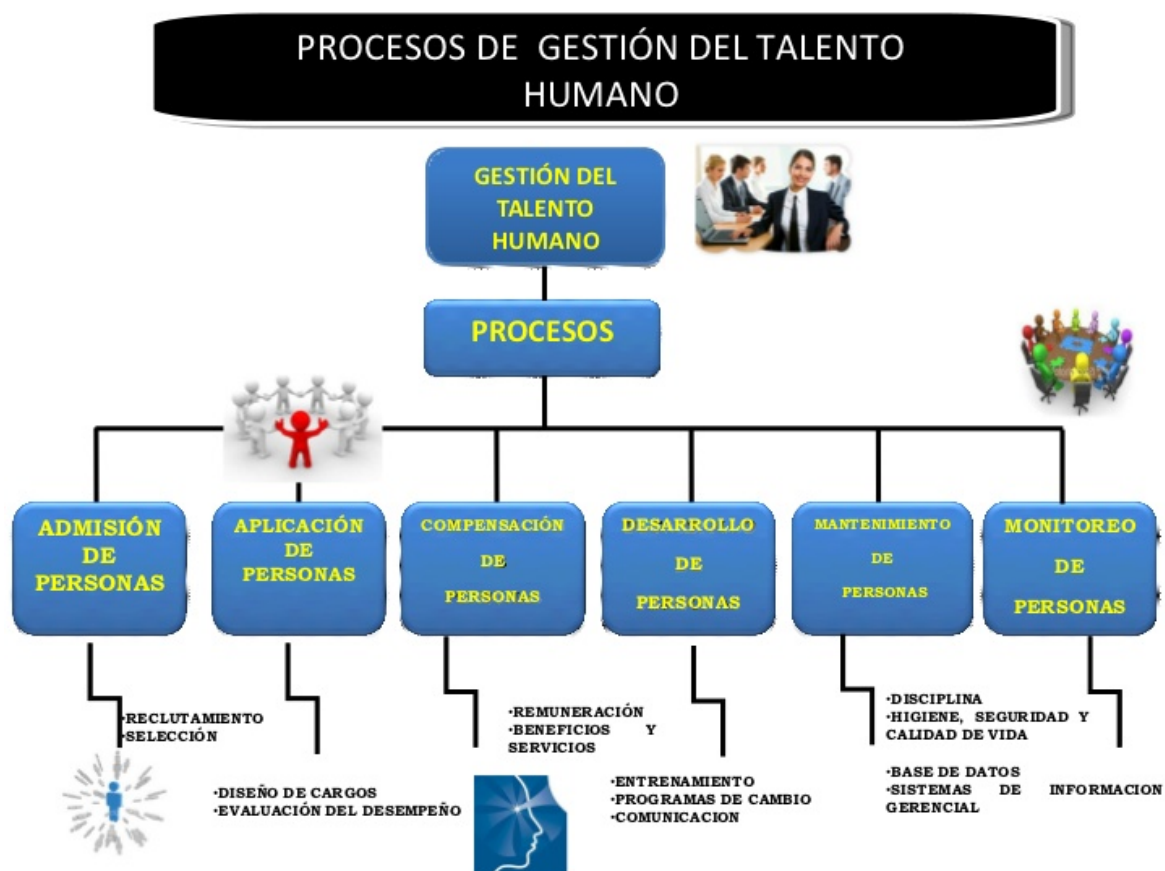 PROCESOS DE GESTIÓN DEL TALENTO
HUMANO
GESTIÓN DEL
TALENTO
HUMANO
PROCESOS
ADMISIÓN
DE
PERSONAS
APLICACIÓN
DE
PERSONAS
COMPENSACIÓN
DE
PERSONAS
DESARROLLO
DE
PERSONAS
MANTENIMIENTO
DE
PERSONAS
MONITOREO
DE
PERSONAS
•RECLUTAMIENTO
•SELECCIÓN
•DISEÑO DE CARGOS
•EVALUACIÓN DEL DESEMPEÑO
•REMUNERACIÓN
•BENEFICIOS Y
SERVICIOS
•ENTRENAMIENTO
•PROGRAMAS DE CAMBIO
•COMUNICACION
•DISCIPLINA
•HIGIENE, SEGURIDAD Y
CALIDAD DE VIDA
•BASE DE DATOS
•SISTEMAS DE INFORMACION
GERENCIAL